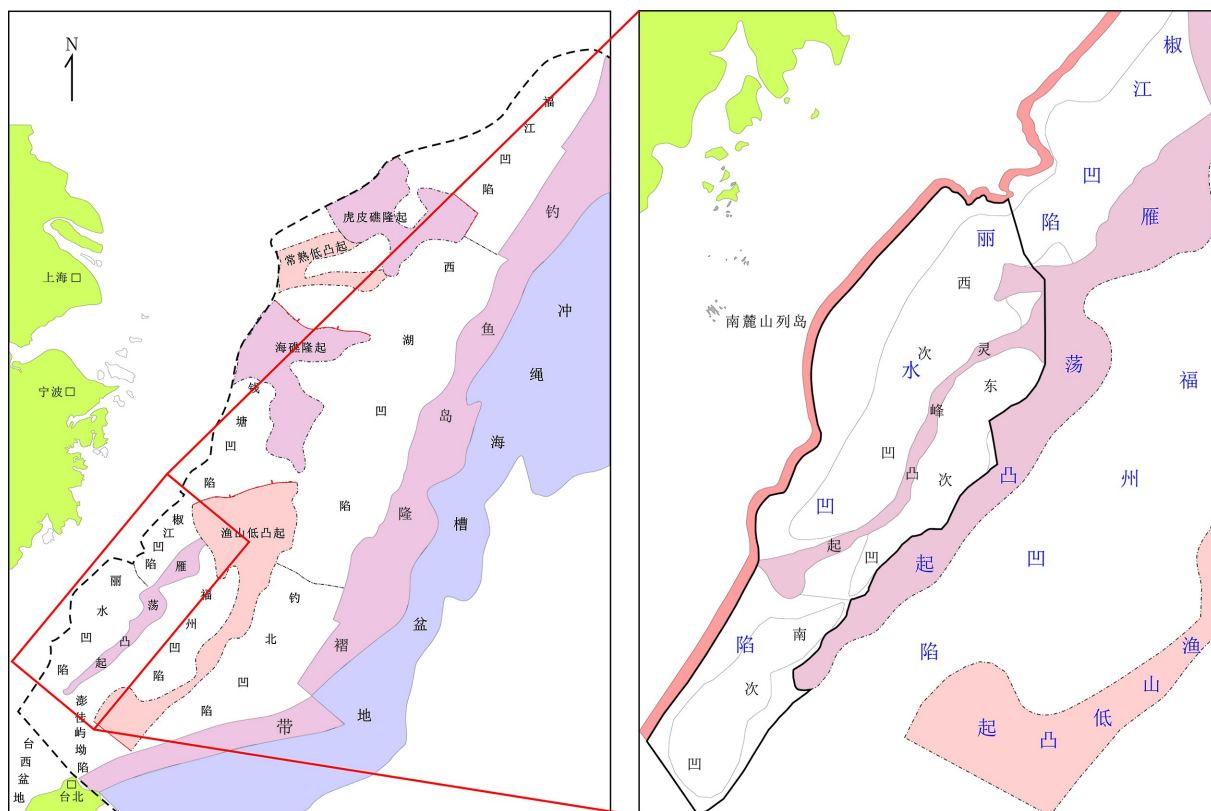 N
福江凹陷
虎皮礁隆起
常熟低凸起
上海
西湖凹陷
钓鱼岛隆褶带
冲绳海槽盆地
海礁隆起
宁波
钱塘凹陷
渔山低凸起
椒江凹陷
雁荡凸起
丽水凹陷
福州凹陷
钓北凹陷
澎佳屿坳陷
台西盆地
台北
椒江凹陷
雁荡凸起
丽水凹陷
西次凹
南麓山列岛
灵峰凸起
东次凹
福州凹陷
南次凹
渔山低凸起